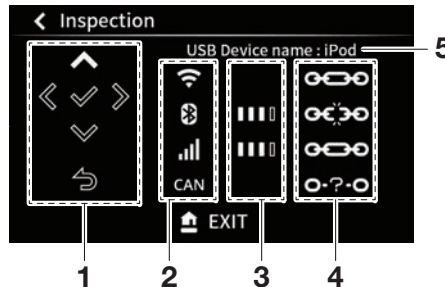 Inspection
USB Device name : iPod
5
CAN
?
EXIT
1 2 3 4